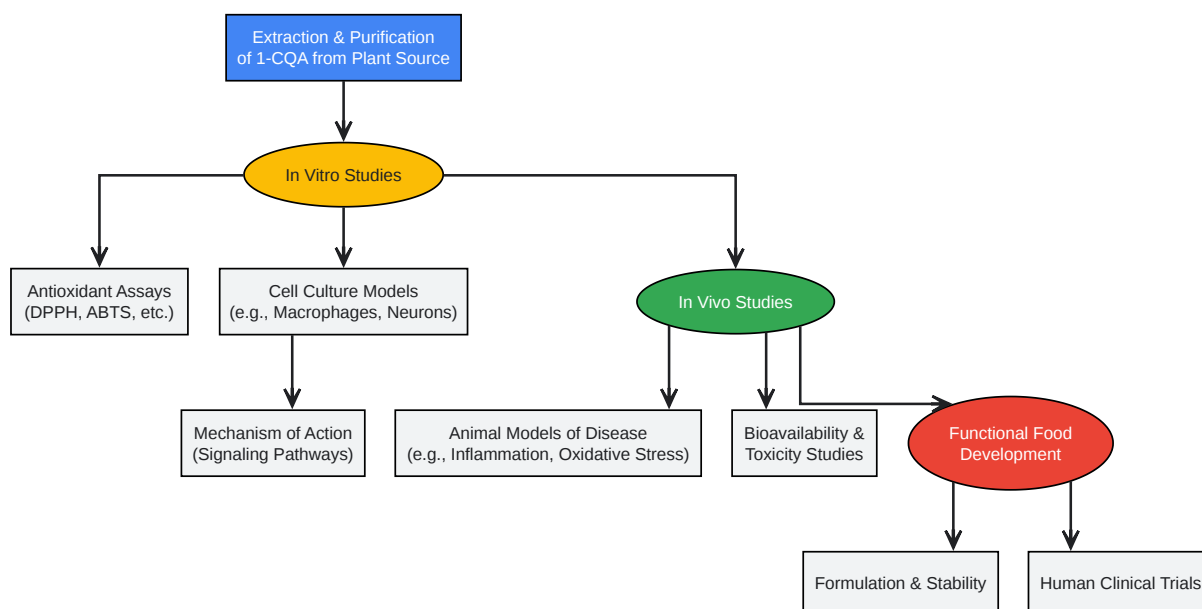 Extraction & Purification
of 1-CQA from Plant Source
In Vitro Studies
Antioxidant Assays
(DPPH, ABTS, etc.)
Cell Culture Models
(e.g., Macrophages, Neurons)
In Vivo Studies
Mechanism of Action
(Signaling Pathways)
Animal Models of Disease
(e.g., Inflammation, Oxidative Stress)
Bioavailability &
Toxicity Studies
Functional Food
Development
Formulation & Stability
Human Clinical Trials